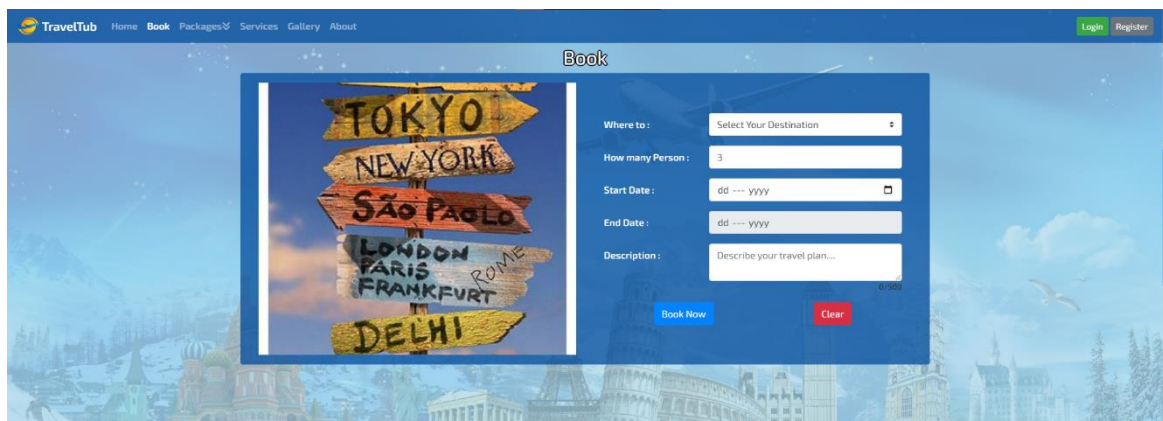 TravelTub Home Book Packages Services Gallery About Login Register
Book
TOKYO
NEW YORK
SÃO PAOLO
LONDON
PARIS
FRANKFURT
ROME
DELHI
Where to : Select Your Destination
How many Person : 3
Start Date : dd --- yyyy
End Date : dd --- yyyy
Description : Describe your travel plan....
0/500
Book Now Clear